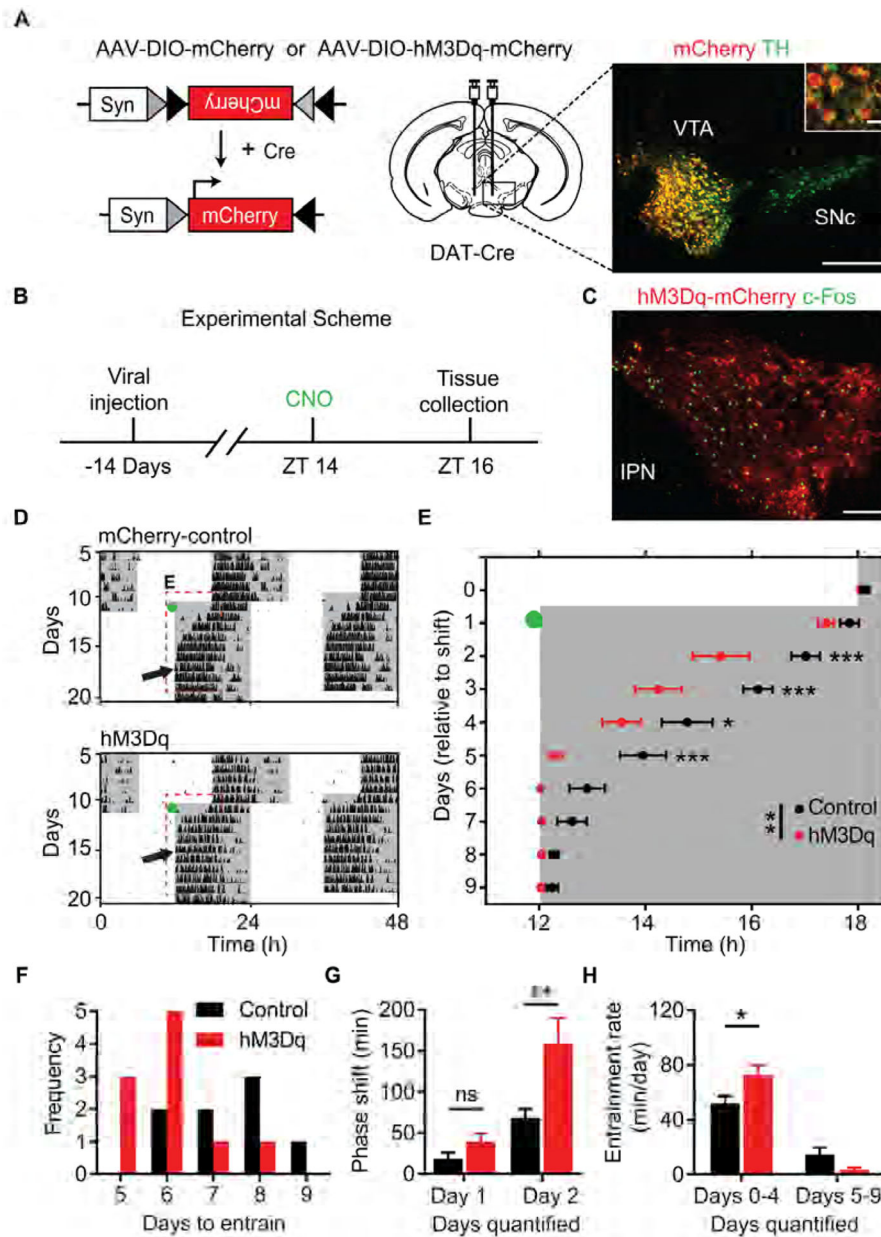 A
AAV-DIO-mCherry or AAV-DIO-hM3Dq-mCherry
Syn
mCherry
+ Cre
Syn
mCherry
DAT-Cre
mCherry TH
VTA
SNc
B
Experimental Scheme
Viral injection
CNO
Tissue collection
-14 Days
ZT 14
ZT 16
C
hM3Dq-mCherry c-Fos
IPN
D
mCherry-control
E
5
10
15
20
Days
hM3Dq
5
10
15
20
Days
0
24
48
Time (h)
E
0
1
2
***
3
***
4
*
5
***
6
7
8
9
Days (relative to shift)
**
Control
hM3Dq
12
14
16
18
Time (h)
F
Control
hM3Dq
5
4
3
2
1
0
Frequency
5 6 7 8 9
Days to entrain
G
200
150
100
50
0
Phase shift (min)
ns
Day 1
Day 2
Days quantified
H
120
80
40
0
Entrainment rate
(min/day)
*
Days 0-4
Days 5-9
Days quantified